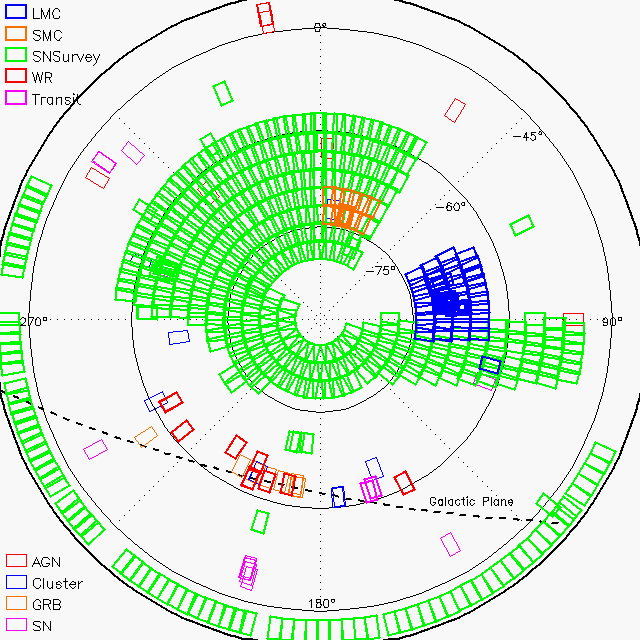 LMC
SMC
SNSurvey
WR
Transit
0°
-45°
-60°
-75°
270°
90°
Galactic Plane
180°
AGN
Cluster
GRB
SN